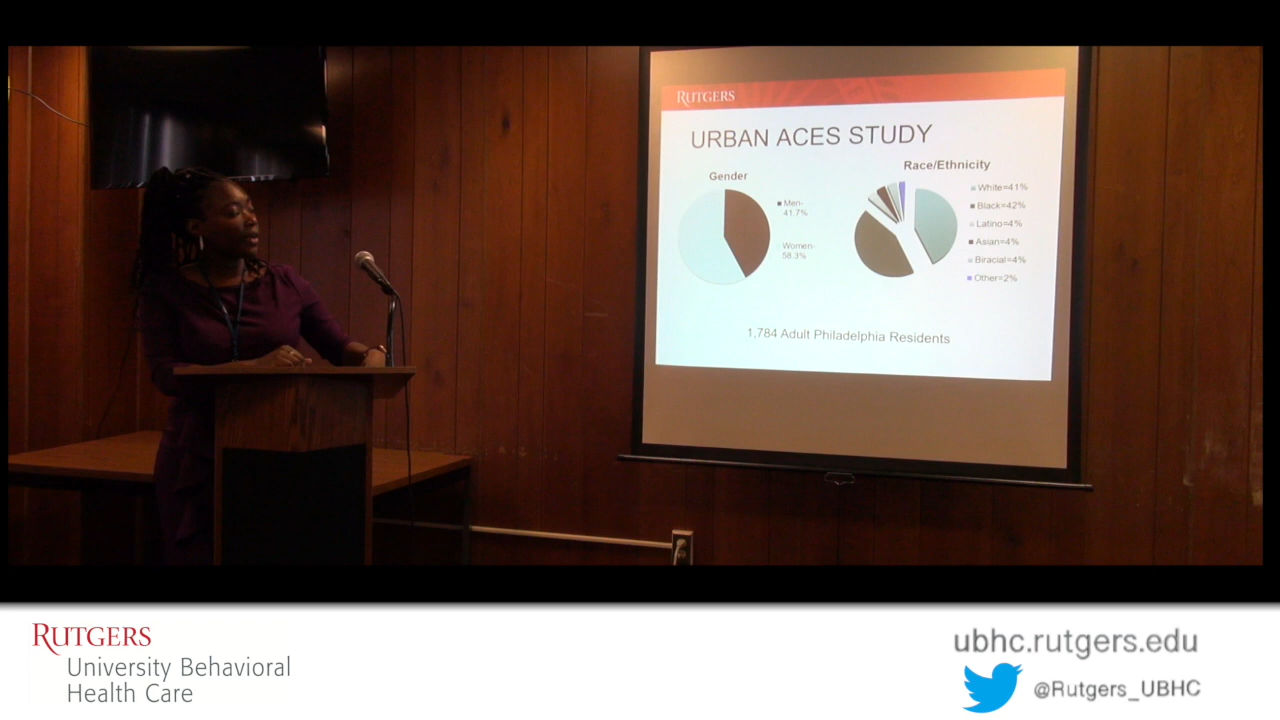 RUTGERS
URBAN ACES STUDY
Gender
Men-
41.7%
Women-
58.3%
Race/Ethnicity
White=41%
Black=42%
Latino=4%
Asian=4%
Biracial=4%
Other=2%
1,784 Adult Philadelphia Residents
RUTGERS
University Behavioral
Health Care
ubhc.rutgers.edu
@Rutgers_UBHC